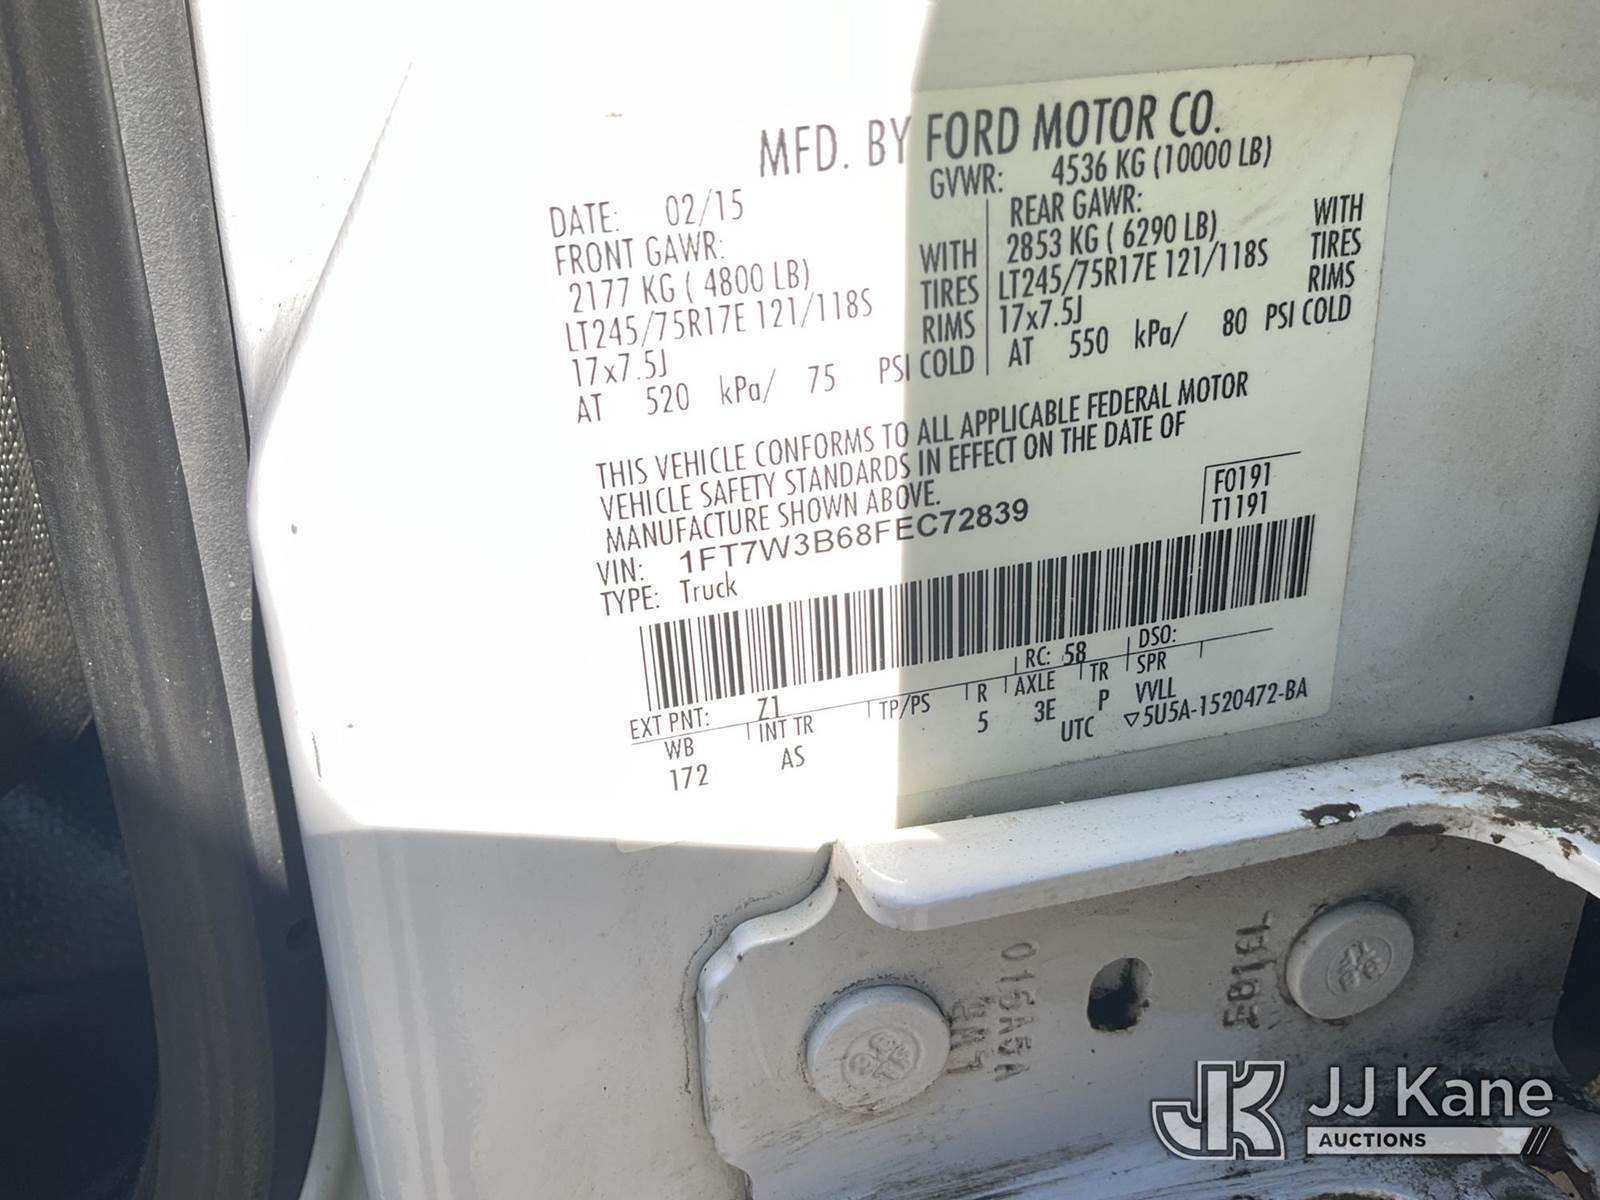 MFD. BY FORD MOTOR CO.
DATE: 02/15
GVWR: 4536 KG (10000 LB)
FRONT GAWR:
2177 KG ( 4800 LB)
WITH
LT245/75R17E 121/118S
TIRES
17x7.5J
RIMS
AT 520 kPa/ 75 PSI COLD
REAR GAWR:
2853 KG ( 6290 LB)
WITH
LT245/75R17E 121/118S
TIRES
17x7.5J
RIMS
AT 550 kPa/ 80 PSI COLD
THIS VEHICLE CONFORMS TO ALL APPLICABLE FEDERAL MOTOR
VEHICLE SAFETY STANDARDS IN EFFECT ON THE DATE OF
MANUFACTURE SHOWN ABOVE.
F0191
T1191
VIN: 1FT7W3B68FEC72839
TYPE: Truck
EXT PNT: Z1 RC: 58 DSO:
WB INT TR TP/PS R AXLE TR SPR
172 AS 5 3E P VVLL
UTC ▽5U5A-1520472-BA
JK JJ Kane
AUCTIONS